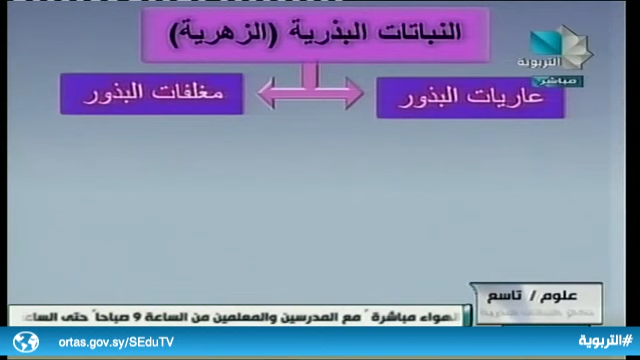 النباتات البذرية (الزهرية)
عاريات البذور
مغلفات البذور
التربوية
مباشر
علوم / تاسع
الهواء مباشرة ً مع المدرسين والمعلمين من الساعة 9 صباحاً حتى
#التربوية
ortas.gov.sy/SEduTV